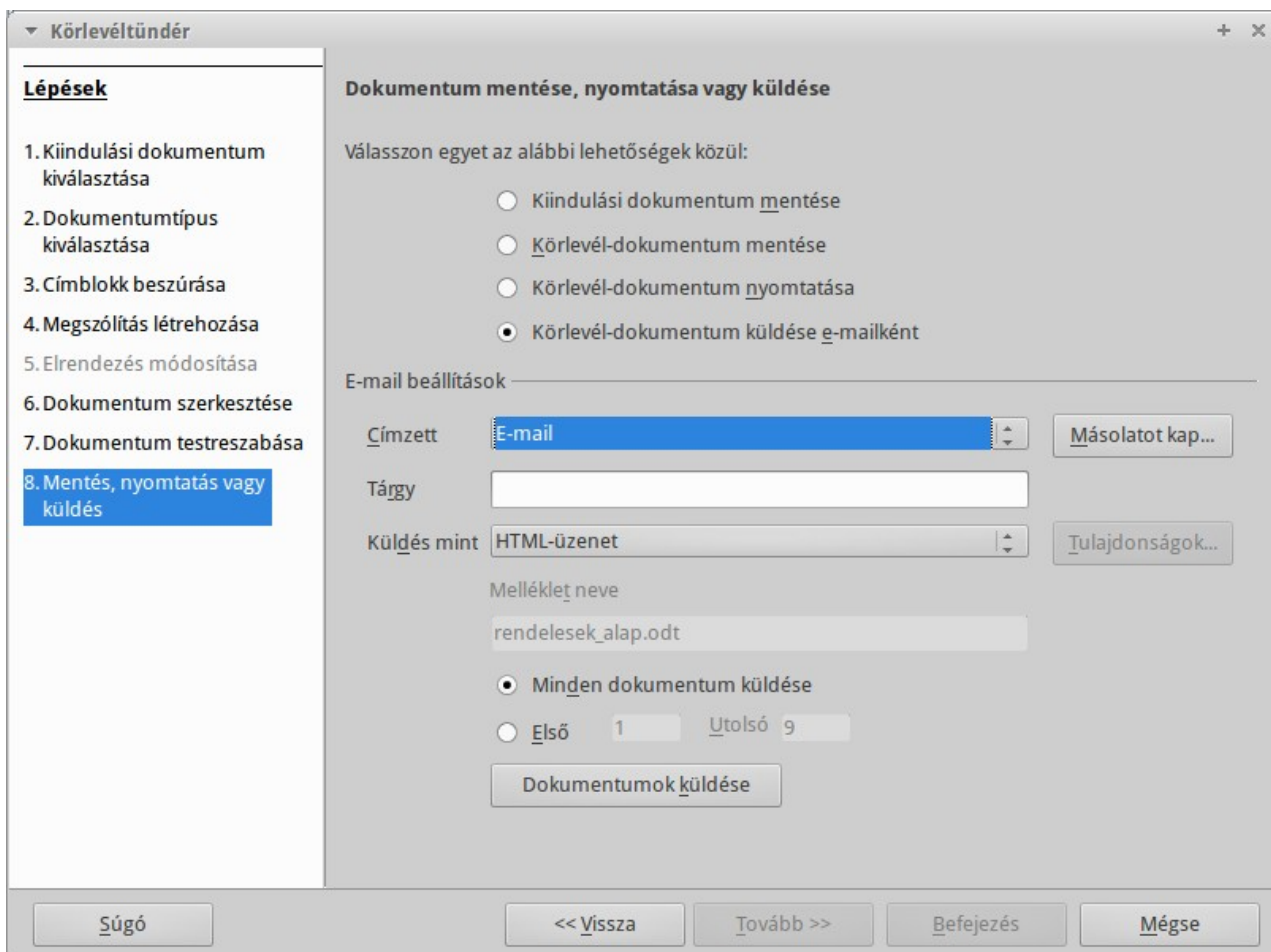 Körlevéltündér
Lépések
1. Kiindulási dokumentum
kiválasztása
2. Dokumentumtípus
kiválasztása
3. Címblokk beszúrása
4. Megszólítás létrehozása
5. Elrendezés módosítása
6. Dokumentum szerkesztése
7. Dokumentum testreszabása
8. Mentés, nyomtatás vagy
küldés
Dokumentum mentése, nyomtatása vagy küldése
Válasszon egyet az alábbi lehetőségek közül:
Kiindulási dokumentum mentése
Körlevél-dokumentum mentése
Körlevél-dokumentum nyomtatása
Körlevél-dokumentum küldése e-mailként
E-mail beállítások
Címzett E-mail Másolatot kap...
Tárgy
Küldés mint HTML-üzenet Tulajdonságok...
Melléklet neve
rendelesek_alap.odt
Minden dokumentum küldése
Első 1 Utolsó 9
Dokumentumok küldése
Súgó << Vissza Tovább >> Befejezés Mégse